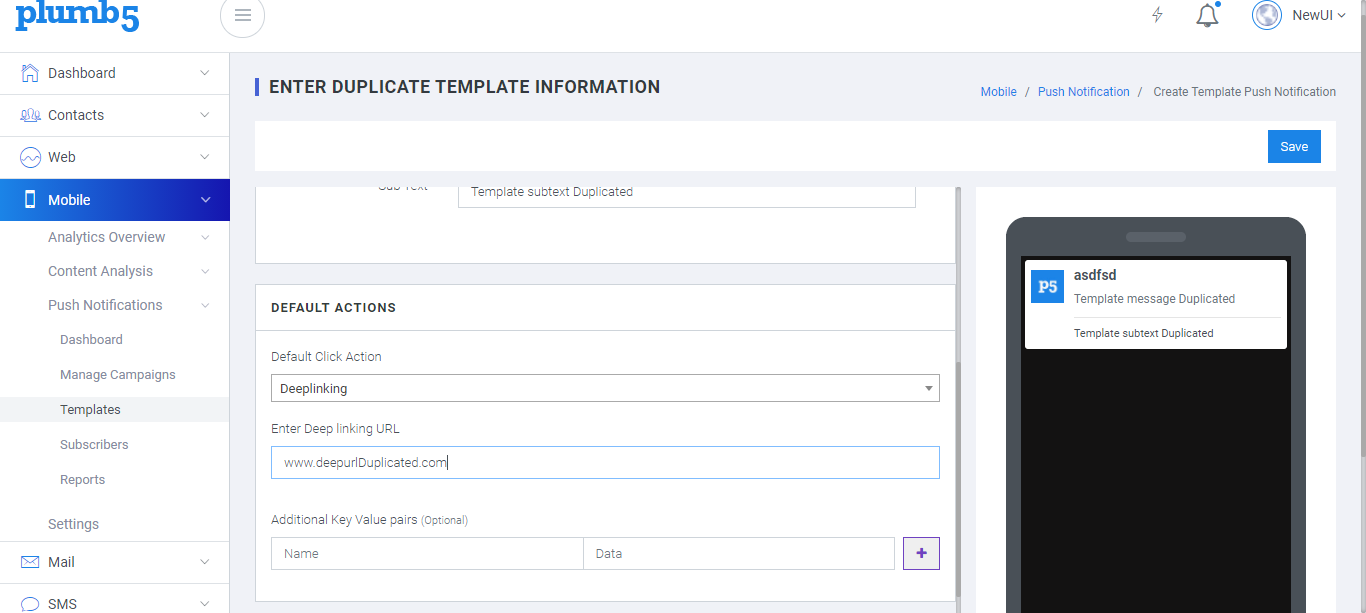 plumb5
NewUI
Dashboard
Contacts
Web
Mobile
Analytics Overview
Content Analysis
Push Notifications
Dashboard
Manage Campaigns
Templates
Subscribers
Reports
Settings
Mail
SMS
ENTER DUPLICATE TEMPLATE INFORMATION
Mobile / Push Notification / Create Template Push Notification
Save
Sub Text
Template subtext Duplicated
DEFAULT ACTIONS
Default Click Action
Deeplinking
Enter Deep linking URL
www.deepurlDuplicated.com
Additional Key Value pairs (Optional)
Name Data +
P5
asdfsd
Template message Duplicated
Template subtext Duplicated